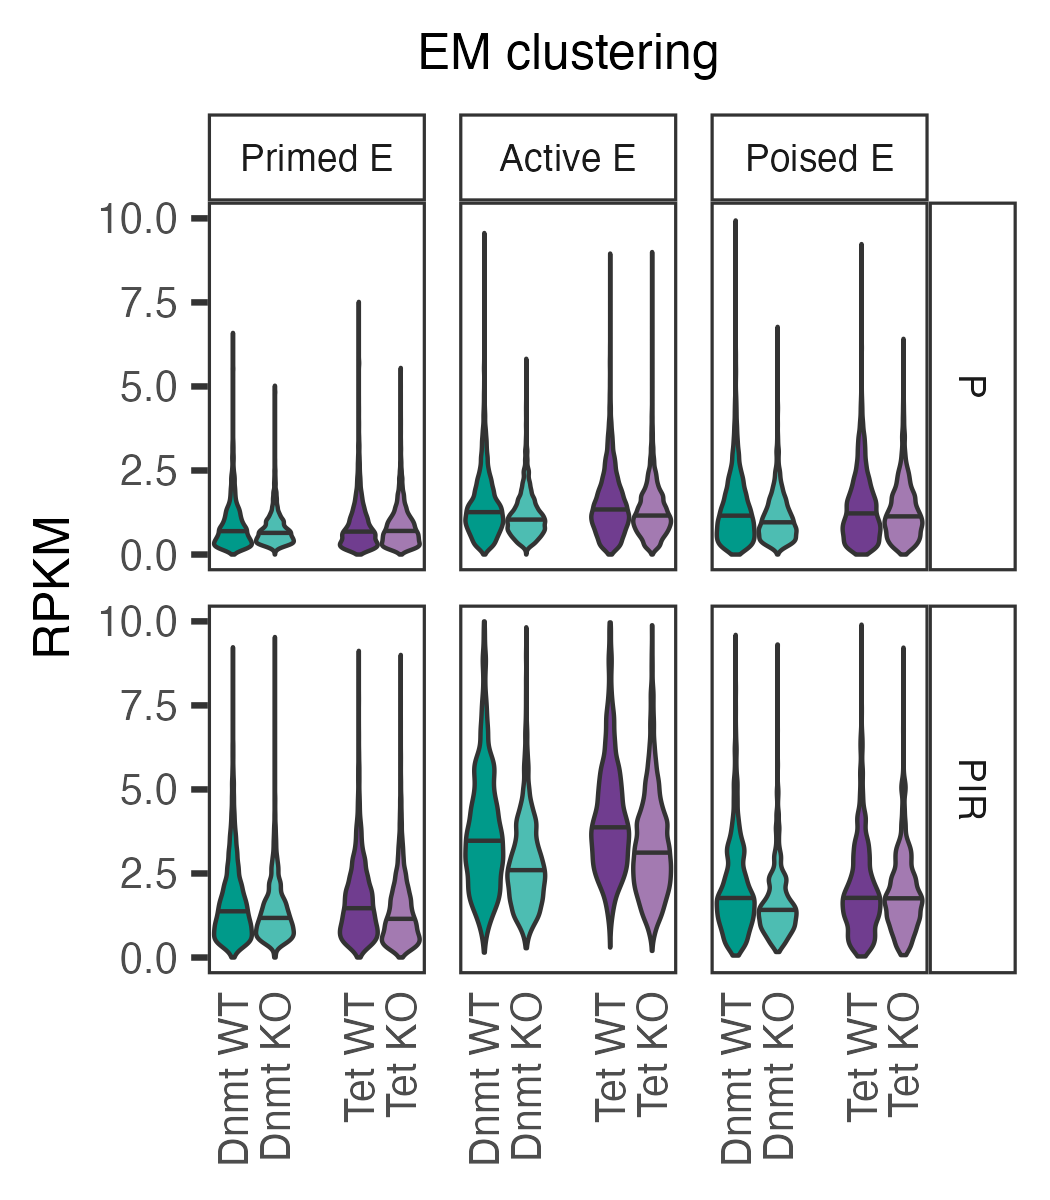 EM clustering
Primed E
Active E
Poised E
10.0
7.5
5.0
2.5
0.0
P
RPKM
10.0
7.5
5.0
2.5
0.0
PIR
Dnmt WT
Dnmt KO
Tet WT
Tet KO
Dnmt WT
Dnmt KO
Tet WT
Tet KO
Dnmt WT
Dnmt KO
Tet WT
Tet KO